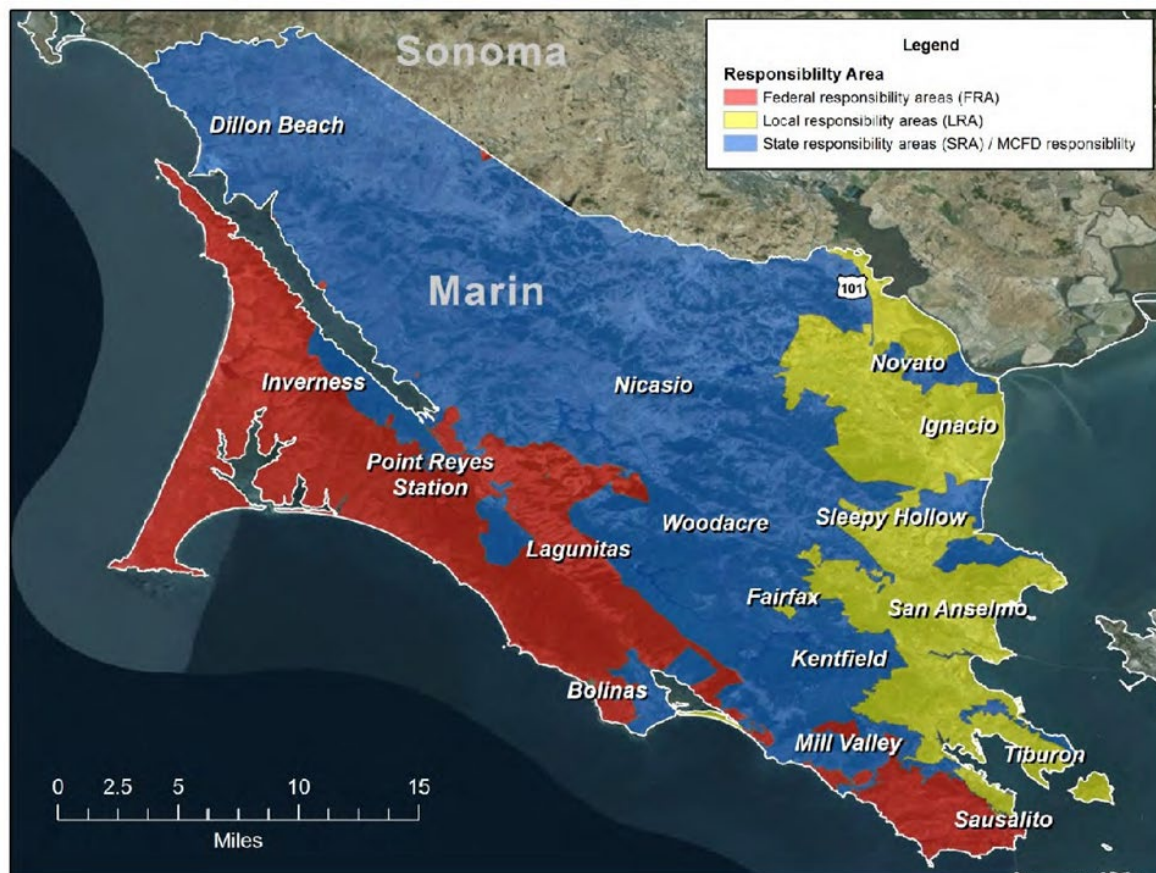 Sonoma
Legend
Responsiblilty Area
Federal responsibility areas (FRA)
Local responsibility areas (LRA)
State responsibility areas (SRA) / MCFD responsiblity
Dillon Beach
Marin
101
Novato
Inverness
Nicasio
Ignacio
Point Reyes
Station
Woodacre
Sleepy Hollow
Lagunitas
Fairfax
San Anselmo
Kentfield
Bolinas
Mill Valley
Tiburon
Sausalito
0 2.5 5 10 15
Miles